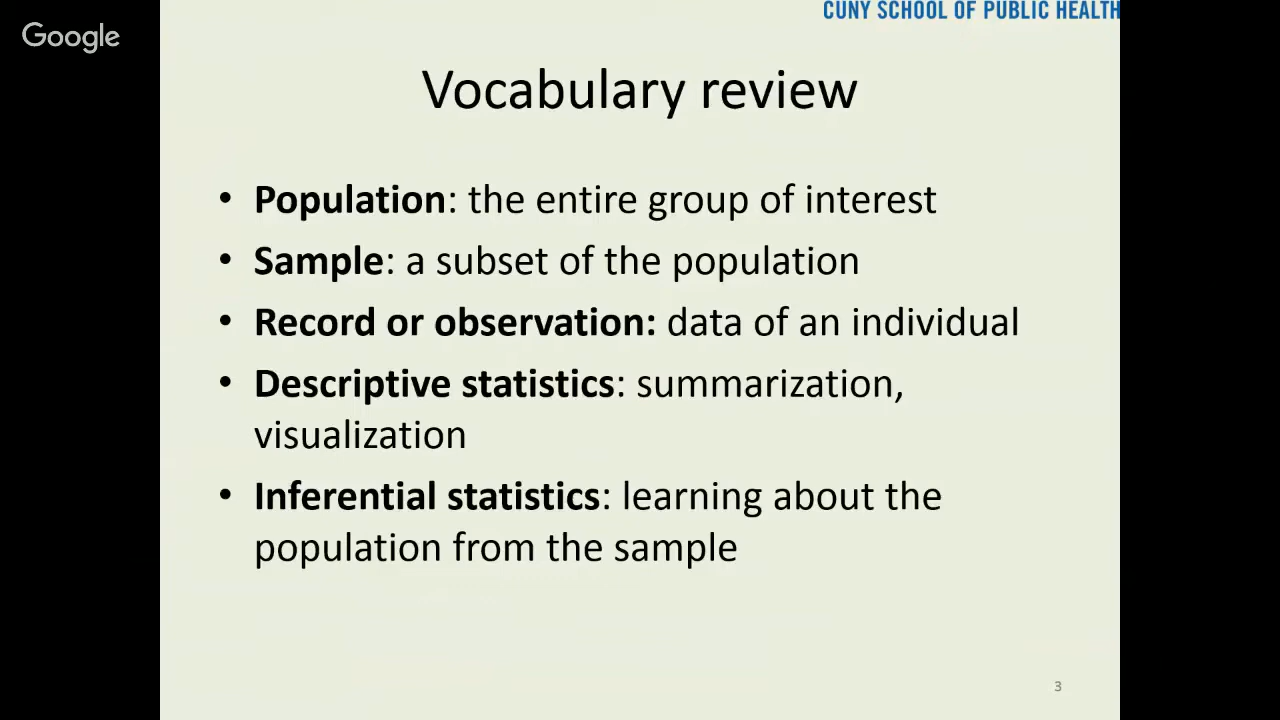 CUNY SCHOOL OF PUBLIC HEALTH
Google
Vocabulary review
• Population: the entire group of interest
• Sample: a subset of the population
• Record or observation: data of an individual
• Descriptive statistics: summarization,
visualization
• Inferential statistics: learning about the
population from the sample
3